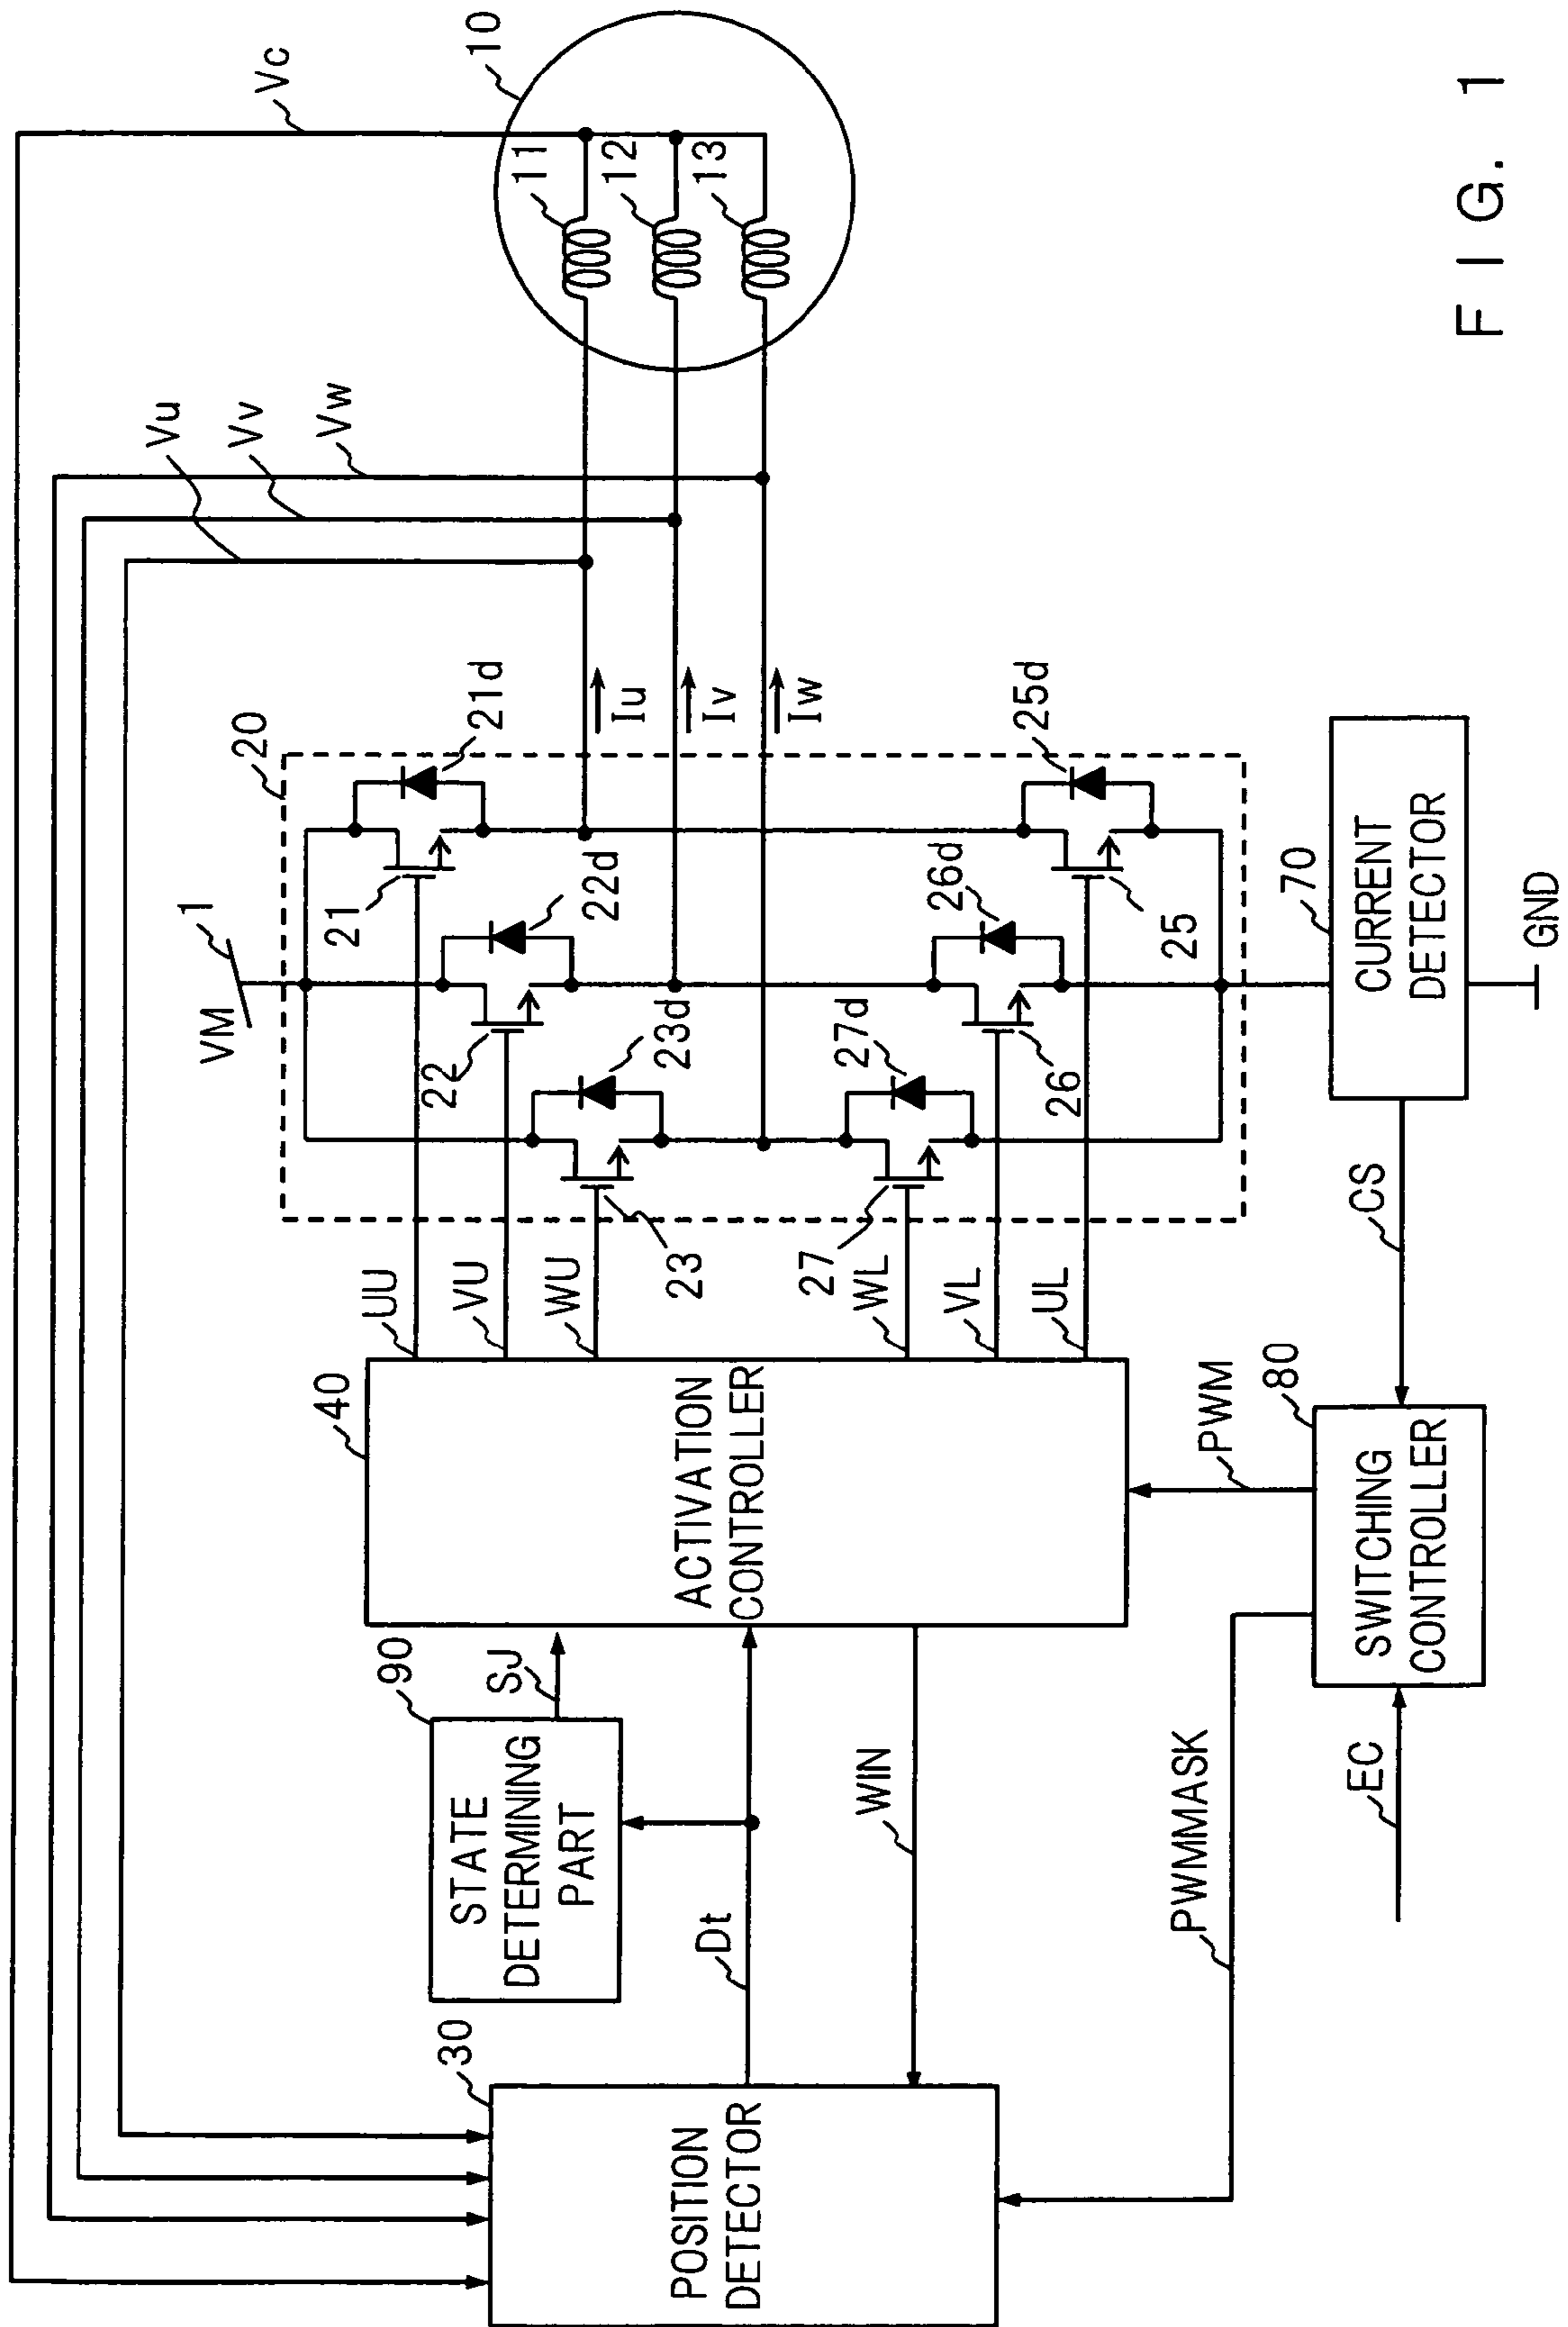 Vc
10
11
12
13
Vu
Vv
Vw
20
21d
Iu
Iv
Iw
25d
1
VM
21
22d
26d
25
22
23d
27d
26
23
27
70
CURRENT
DETECTOR
GND
CS
UU
VU
WU
WL
VL
UL
40
ACTIVATION
CONTROLLER
PWM
80
SWITCHING
CONTROLLER
90
SJ
STATE
DETERMINING
PART
WIN
PWMMASK
EC
Dt
30
POSITION
DETECTOR
FIG. 1